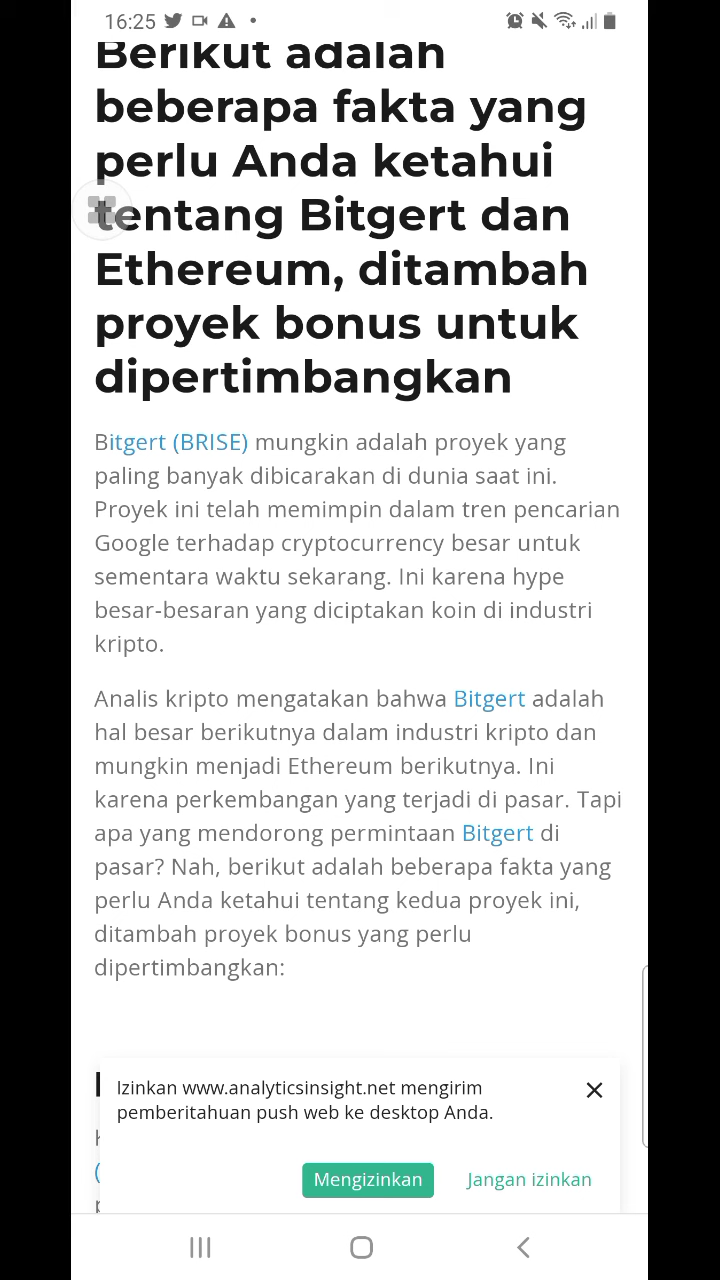 16:25
Berikut adalah
beberapa fakta yang
perlu Anda ketahui
tentang Bitgert dan
Ethereum, ditambah
proyek bonus untuk
dipertimbangkan
Bitgert (BRISE) mungkin adalah proyek yang
paling banyak dibicarakan di dunia saat ini.
Proyek ini telah memimpin dalam tren pencarian
Google terhadap cryptocurrency besar untuk
sementara waktu sekarang. Ini karena hype
besar-besaran yang diciptakan koin di industri
kripto.
Analis kripto mengatakan bahwa Bitgert adalah
hal besar berikutnya dalam industri kripto dan
mungkin menjadi Ethereum berikutnya. Ini
karena perkembangan yang terjadi di pasar. Tapi
apa yang mendorong permintaan Bitgert di
pasar? Nah, berikut adalah beberapa fakta yang
perlu Anda ketahui tentang kedua proyek ini,
ditambah proyek bonus yang perlu
dipertimbangkan:
Izinkan www.analyticsinsight.net mengirim
pemberitahuan push web ke desktop Anda.
Mengizinkan Jangan izinkan